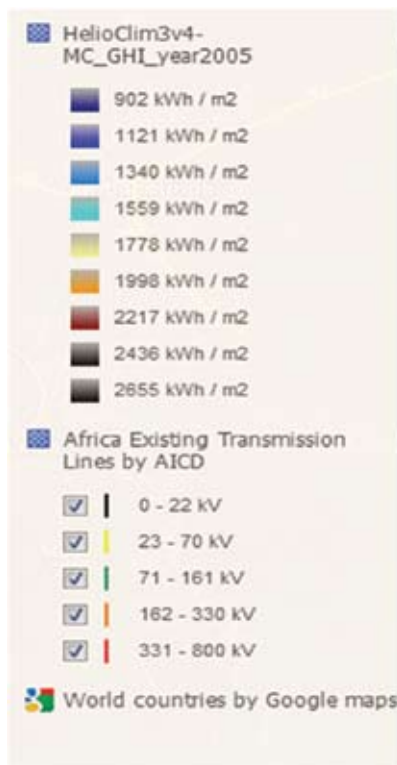 HelioClim3v4-
MC_GHI_year2005
902 kWh / m2
1121 kWh / m2
1340 kWh / m2
1559 kWh / m2
1778 kWh / m2
1998 kWh / m2
2217 kWh / m2
2436 kWh / m2
2655 kWh / m2
Africa Existing Transmission
Lines by AICD
0 - 22 kV
23 - 70 kV
71 - 161 kV
162 - 330 kV
331 - 800 kV
World countries by Google maps